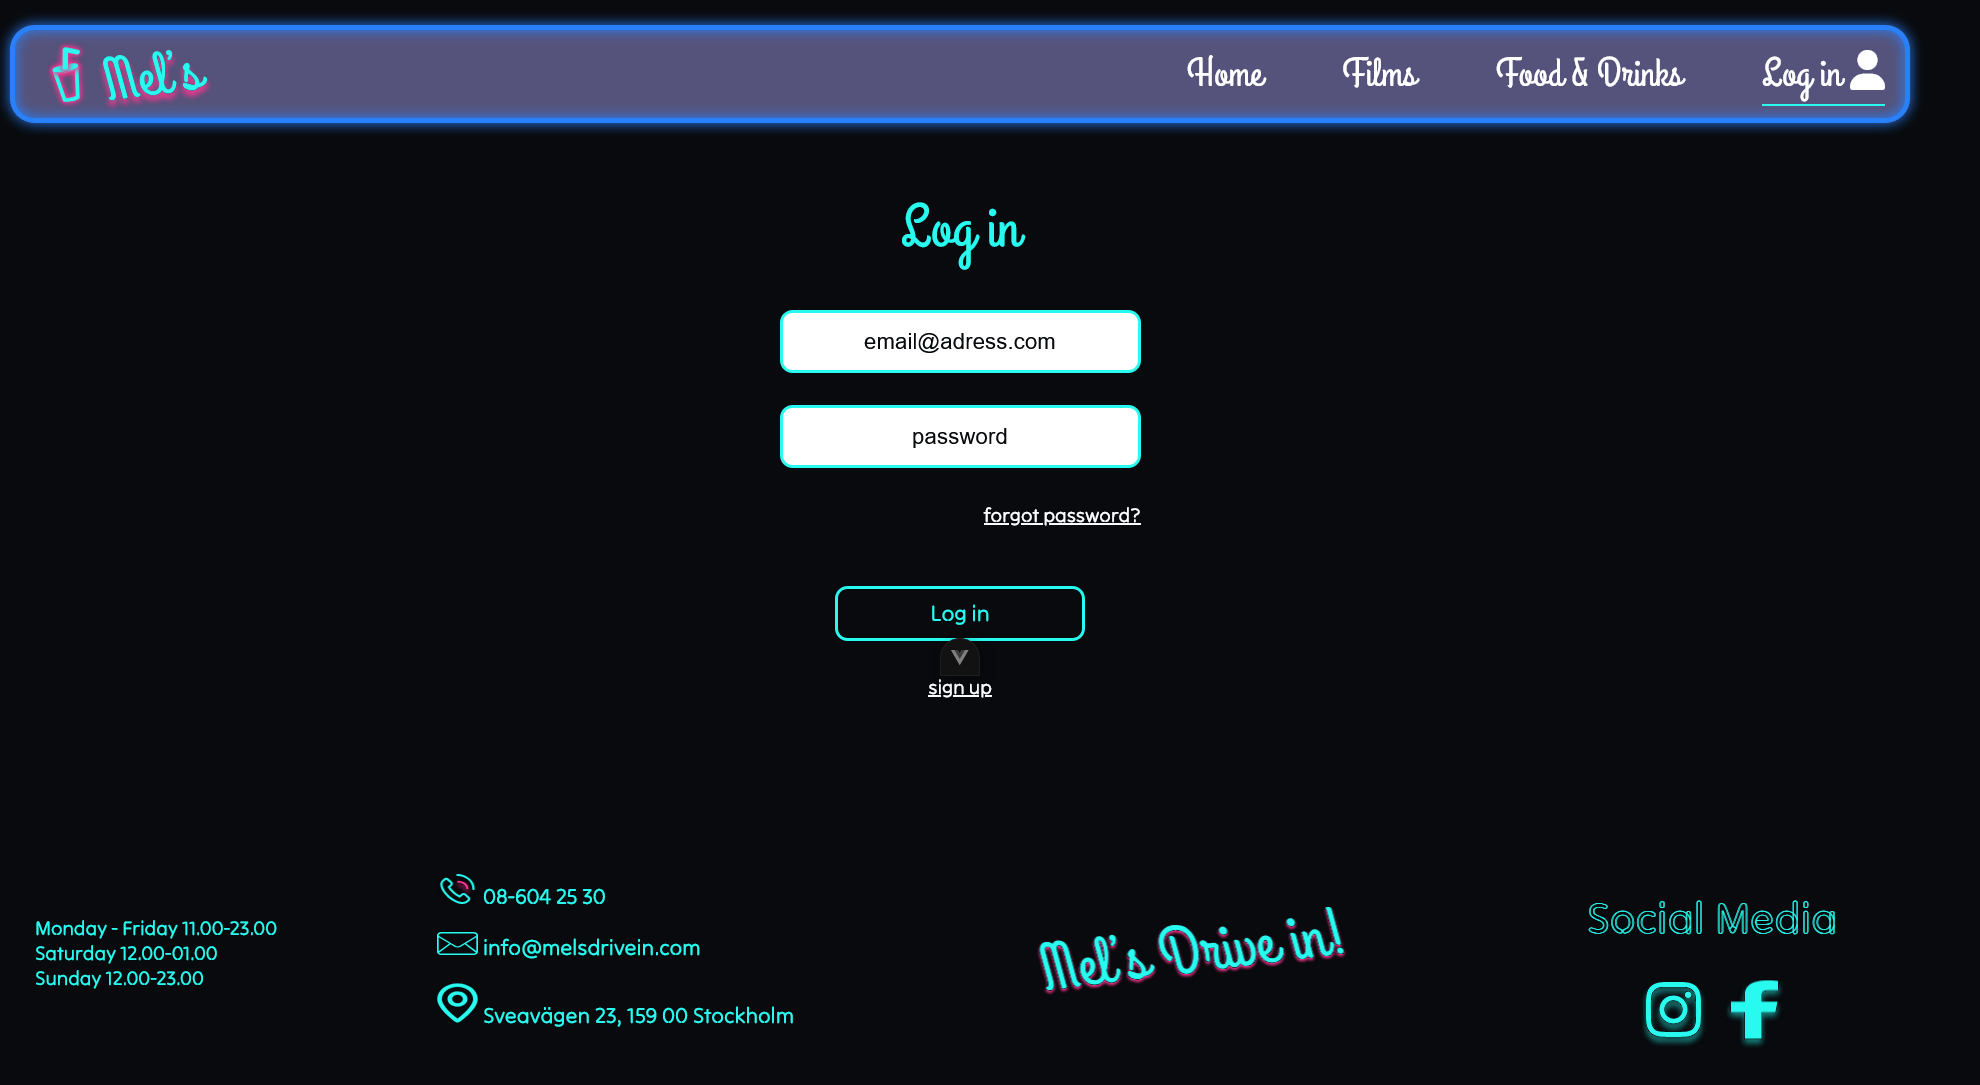 Mel's
Home Films Food & Drinks Log in
Log in
email@adress.com
password
forgot password?
Log in
sign up
Monday - Friday 11.00-23.00
Saturday 12.00-01.00
Sunday 12.00-23.00
08-604 25 30
info@melsdrivein.com
Sveavägen 23, 159 00 Stockholm
Mel's Drive in!
Social Media